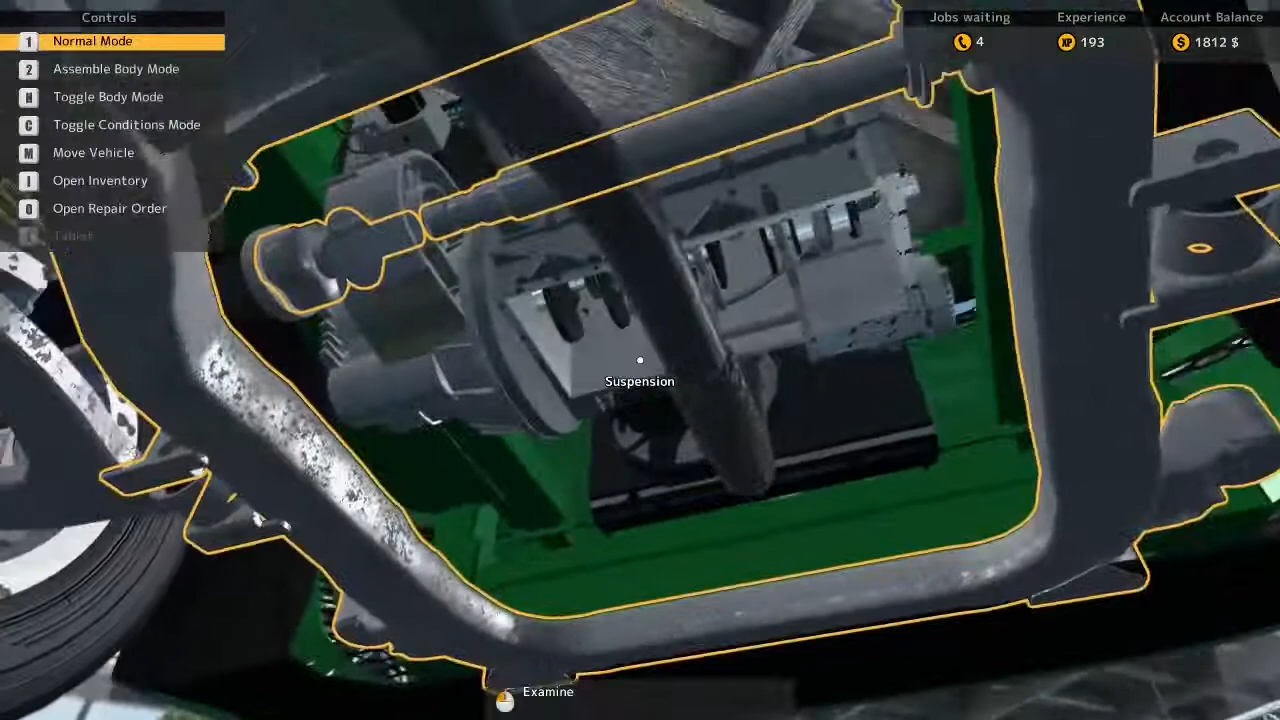 Controls
1 Normal Mode
2 Assemble Body Mode
H Toggle Body Mode
C Toggle Conditions Mode
M Move Vehicle
I Open Inventory
O Open Repair Order
Tablet
Jobs waiting
4
Experience
XP 193
Account Balance
$ 1812 $
Suspension
Examine